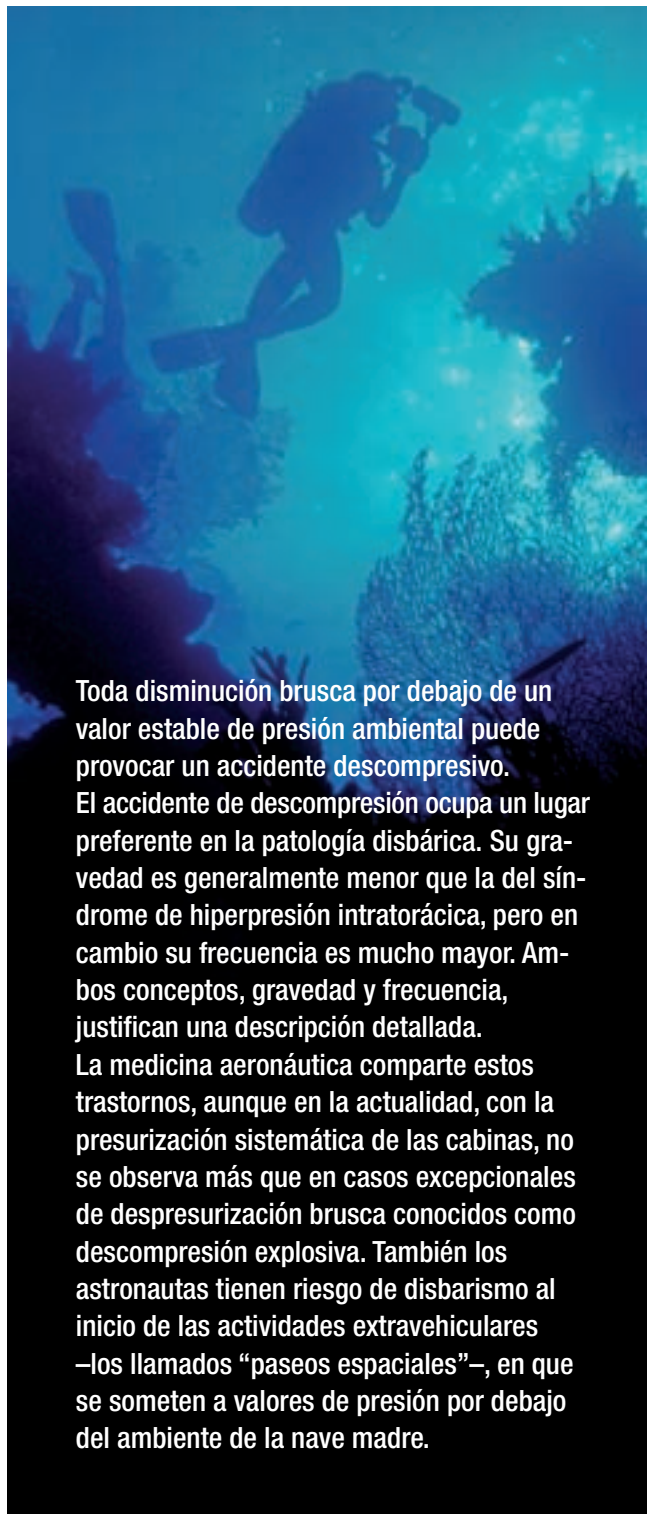 Toda disminución brusca por debajo de un
valor estable de presión ambiental puede
provocar un accidente descompresivo.
El accidente de descompresión ocupa un lugar
preferente en la patología disbárica. Su gra-
vedad es generalmente menor que la del sín-
drome de hiperpresión intratorácica, pero en
cambio su frecuencia es mucho mayor. Am-
bos conceptos, gravedad y frecuencia,
justifican una descripción detallada.
La medicina aeronáutica comparte estos
trastornos, aunque en la actualidad, con la
presurización sistemática de las cabinas, no
se observa más que en casos excepcionales
de despresurización brusca conocidos como
descompresión explosiva. También los
astronautas tienen riesgo de disbarismo al
inicio de las actividades extravehiculares
–los llamados “paseos espaciales”–, en que
se someten a valores de presión por debajo
del ambiente de la nave madre.